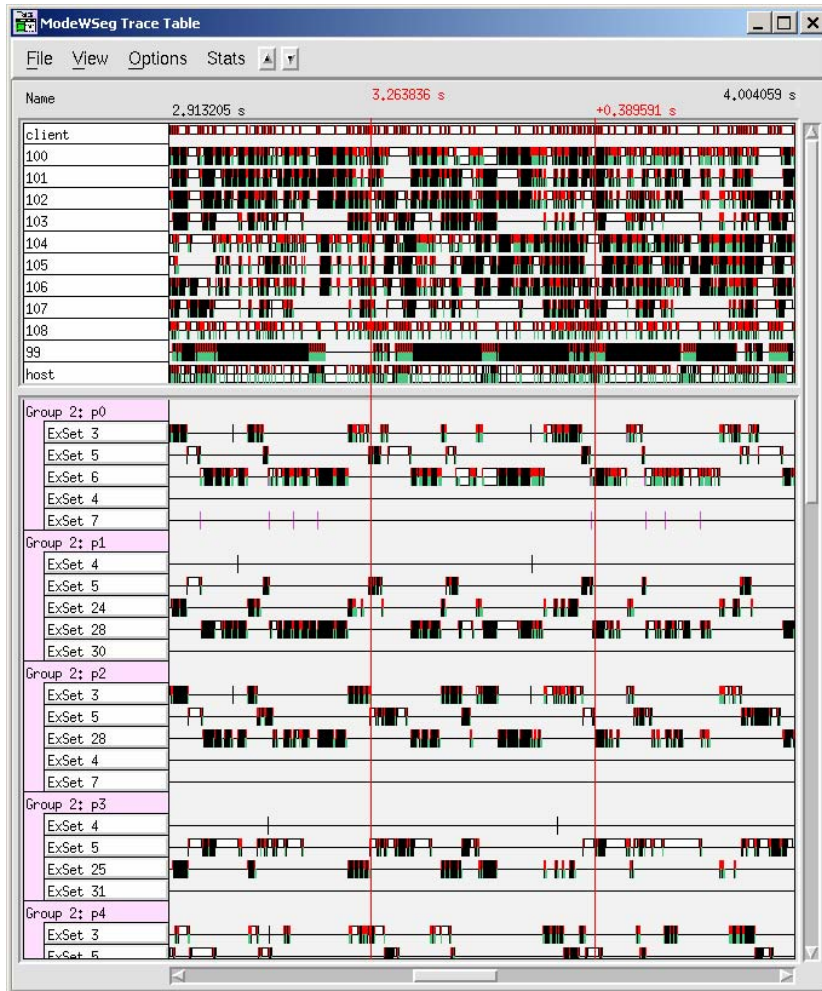 ModeWSeg Trace Table
File View Options Stats
Name 2.913205 s 3.263836 s +0.389591 s 4.004059 s
client
100
101
102
103
104
105
106
107
108
99
host
Group 2: p0
ExSet 3
ExSet 5
ExSet 6
ExSet 4
ExSet 7
Group 2: p1
ExSet 4
ExSet 5
ExSet 24
ExSet 28
ExSet 30
Group 2: p2
ExSet 3
ExSet 5
ExSet 28
ExSet 4
ExSet 7
Group 2: p3
ExSet 4
ExSet 5
ExSet 25
ExSet 31
Group 2: p4
ExSet 3
ExSet 5